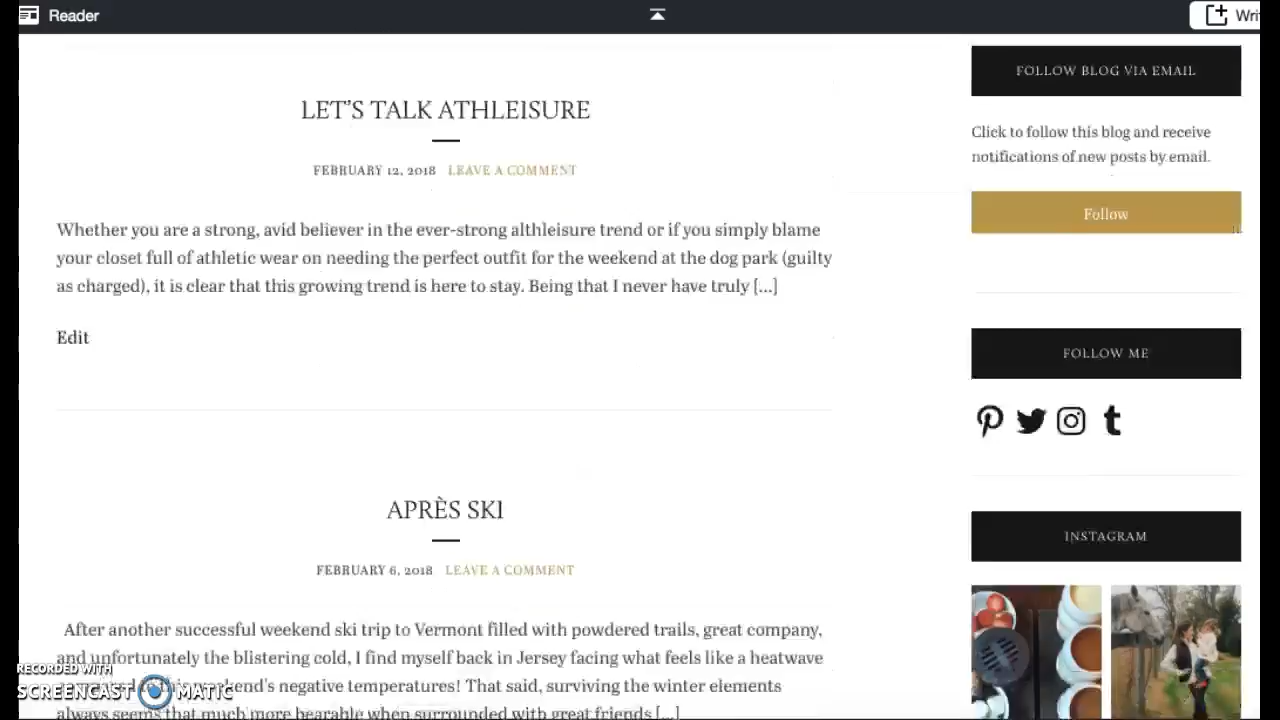 Reader
Wri
LET'S TALK ATHLEISURE
FEBRUARY 12, 2018 LEAVE A COMMENT
Whether you are a strong, avid believer in the ever-strong althleisure trend or if you simply blame
your closet full of athletic wear on needing the perfect outfit for the weekend at the dog park (guilty
as charged), it is clear that this growing trend is here to stay. Being that I never have truly [...]
Edit
APRÈS SKI
FEBRUARY 6, 2018 LEAVE A COMMENT
After another successful weekend ski trip to Vermont filled with powdered trails, great company,
and unfortunately the blistering cold, I find myself back in Jersey facing what feels like a heatwave
this weekend's negative temperatures! That said, surviving the winter elements
always seems that much more bearable when surrounded with great friends [...]
FOLLOW BLOG VIA EMAIL
Click to follow this blog and receive
notifications of new posts by email.
Follow
FOLLOW ME
INSTAGRAM
RECORDED WITH
SCREENCAST MATIC